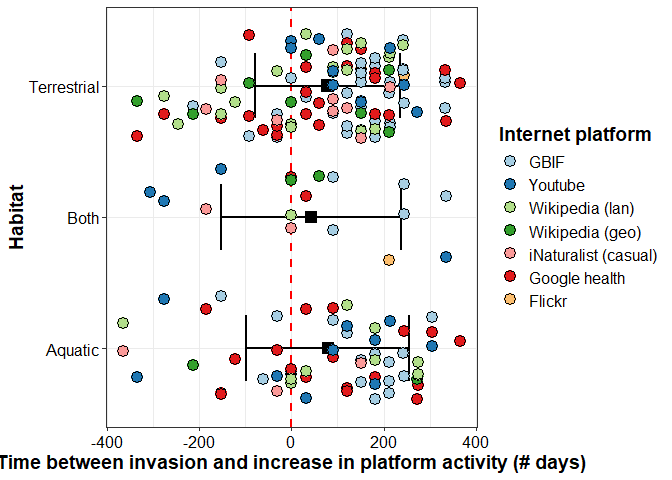 Habitat
Terrestrial
Both
Aquatic
-400
-200
0
200
400
Time between invasion and increase in platform activity (# days)
Internet platform
GBIF
Youtube
Wikipedia (lan)
Wikipedia (geo)
iNaturalist (casual)
Google health
Flickr